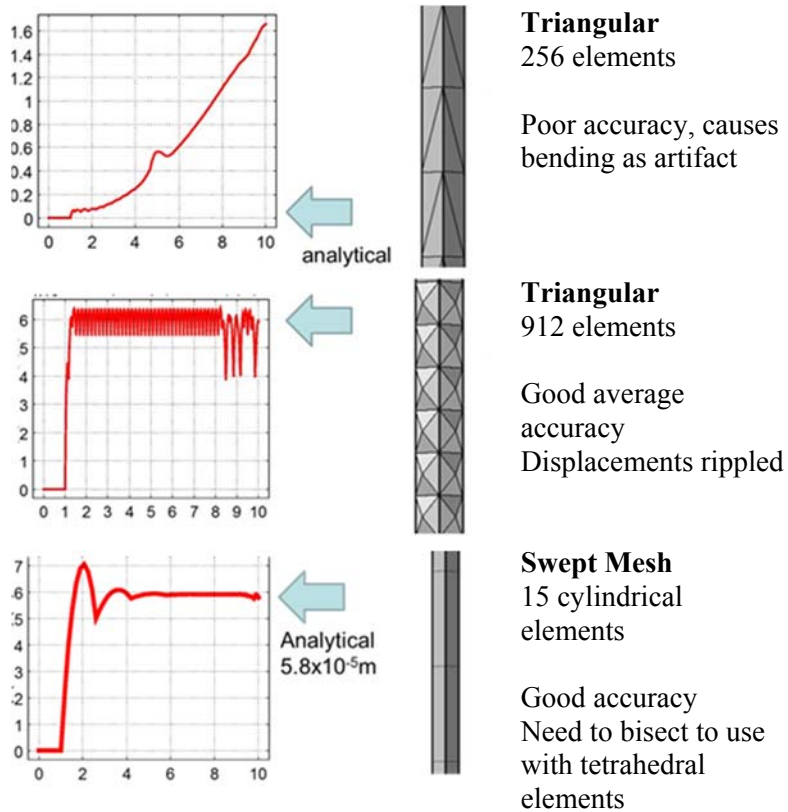 1.6
1.4
1.2
1
0.8
0.6
0.4
0.2
0
0 2 4 6 8 10
analytical
Triangular
256 elements
Poor accuracy, causes
bending as artifact
6
5
4
3
2
1
0
0 1 2 3 4 5 6 7 8 9 10
Triangular
912 elements
Good average
accuracy
Displacements rippled
7
6
5
4
3
2
1
0
0 2 4 6 8 10
Analytical
5.8x10⁻⁵m
Swept Mesh
15 cylindrical
elements
Good accuracy
Need to bisect to use
with tetrahedral
elements